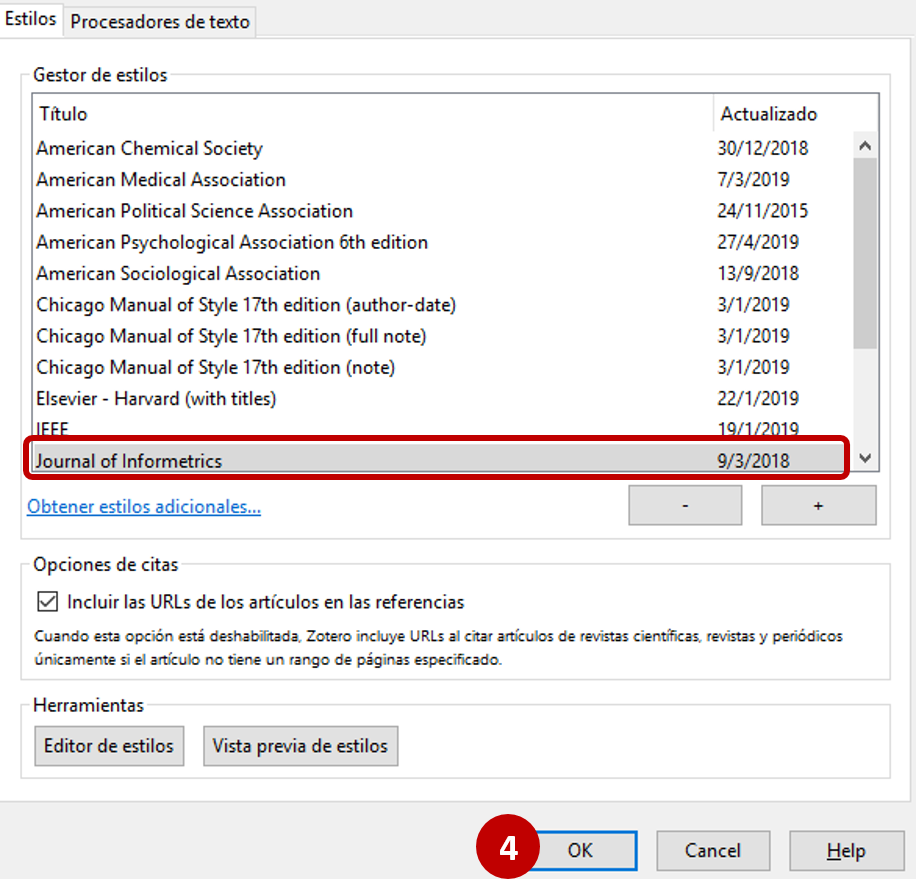 Estilos
Procesadores de texto
Gestor de estilos
Título Actualizado
American Chemical Society 30/12/2018
American Medical Association 7/3/2019
American Political Science Association 24/11/2015
American Psychological Association 6th edition 27/4/2019
American Sociological Association 13/9/2018
Chicago Manual of Style 17th edition (author-date) 3/1/2019
Chicago Manual of Style 17th edition (full note) 3/1/2019
Chicago Manual of Style 17th edition (note) 3/1/2019
Elsevier - Harvard (with titles) 22/1/2019
IEEE 19/1/2019
Journal of Informetrics 9/3/2018
Obtener estilos adicionales... - +
Opciones de citas
Incluir las URLs de los artículos en las referencias
Cuando esta opción está deshabilitada, Zotero incluye URLs al citar artículos de revistas científicas, revistas y periódicos
únicamente si el artículo no tiene un rango de páginas especificado.
Herramientas
Editor de estilos Vista previa de estilos
4 OK Cancel Help